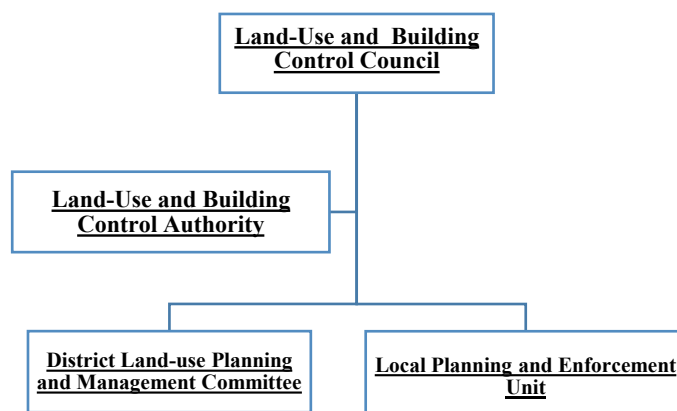 Land-Use and Building
Control Council
Land-Use and Building
Control Authority
District Land-use Planning
and Management Committee
Local Planning and Enforcement
Unit